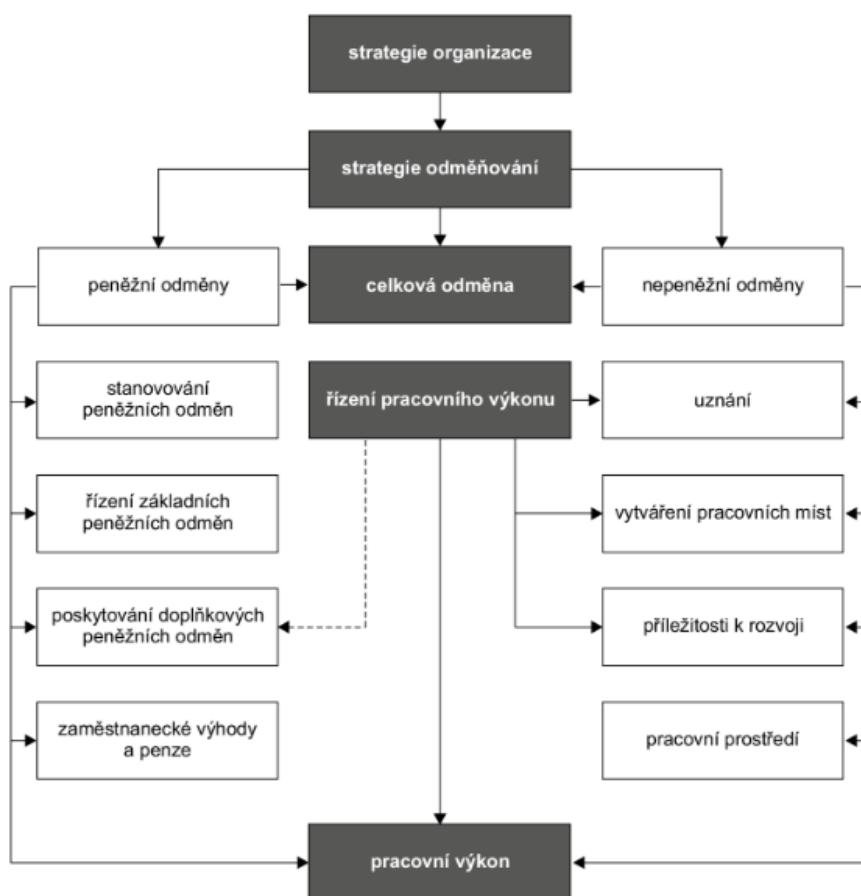 strategie organizace
strategie odměňování
peněžní odměny
celková odměna
nepeněžní odměny
stanovování
peněžních odměn
řízení pracovního výkonu
uznání
řízení základních
peněžních odměn
vytváření pracovních míst
poskytování doplňkových
peněžních odměn
příležitosti k rozvoji
zaměstnanecké výhody
a penze
pracovní prostředí
pracovní výkon